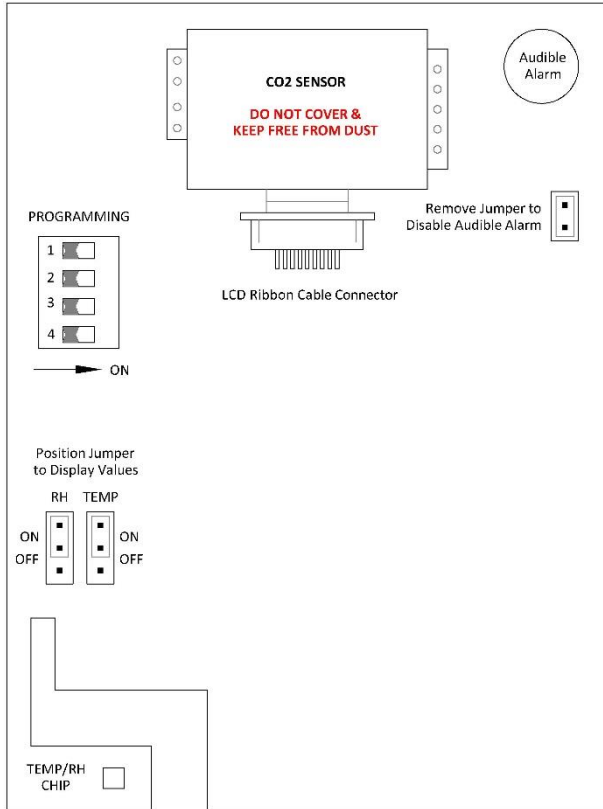 CO2 SENSOR
DO NOT COVER &
KEEP FREE FROM DUST
Audible
Alarm
Remove Jumper to
Disable Audible Alarm
LCD Ribbon Cable Connector
PROGRAMMING
1
2
3
4
ON
Position Jumper
to Display Values
RH TEMP
ON ON
OFF OFF
TEMP/RH
CHIP